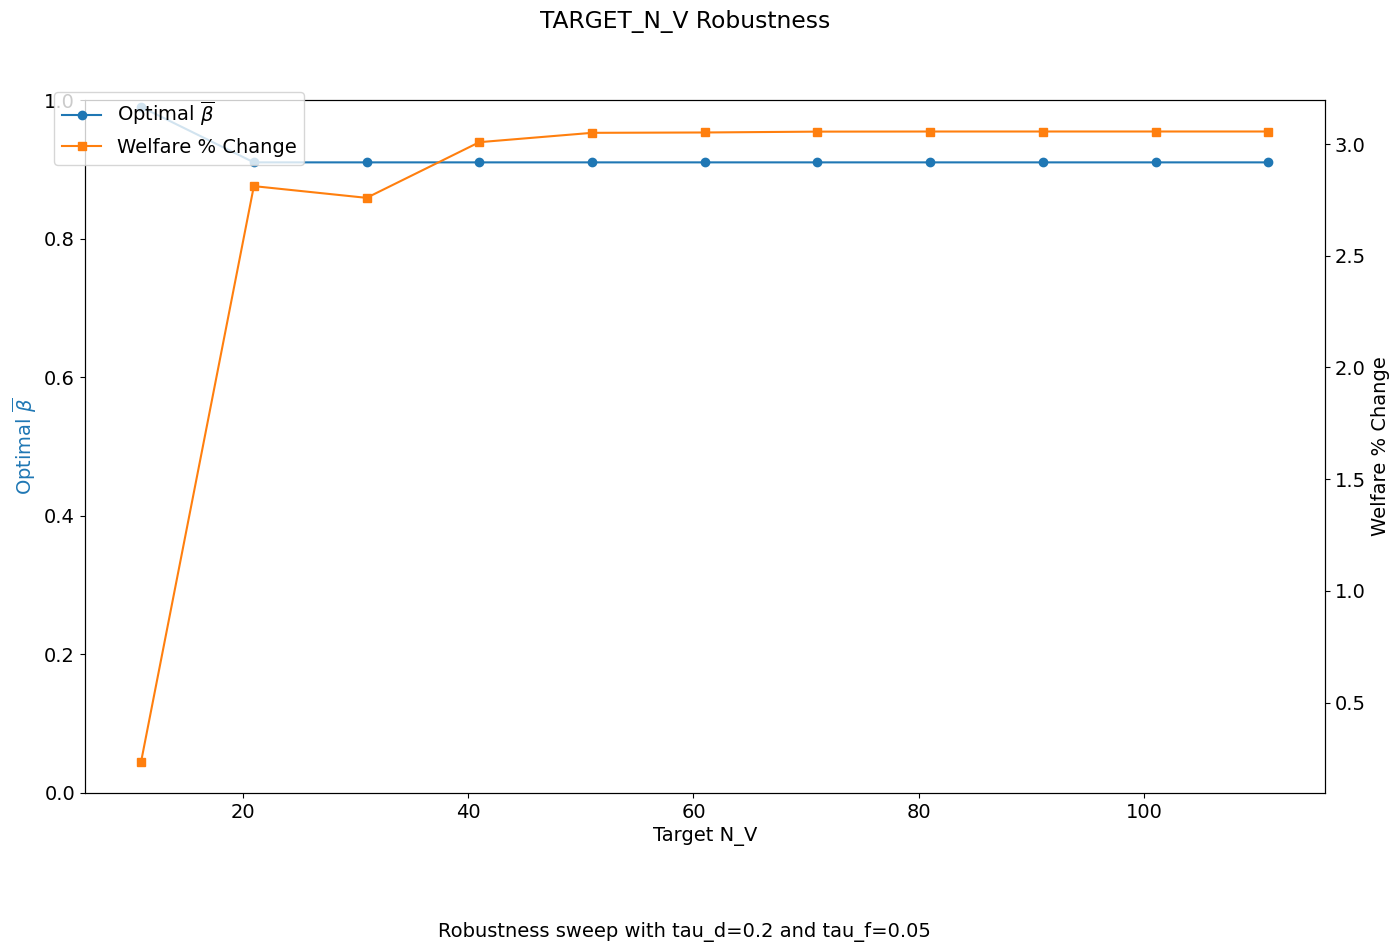 TARGET_N_V Robustness
Optimal β̅
Welfare % Change
1.0
0.8
0.6
0.4
0.2
0.0
Optimal β̅
3.0
2.5
2.0
1.5
1.0
0.5
Welfare % Change
20 40 60 80 100
Target N_V
Robustness sweep with tau_d=0.2 and tau_f=0.05